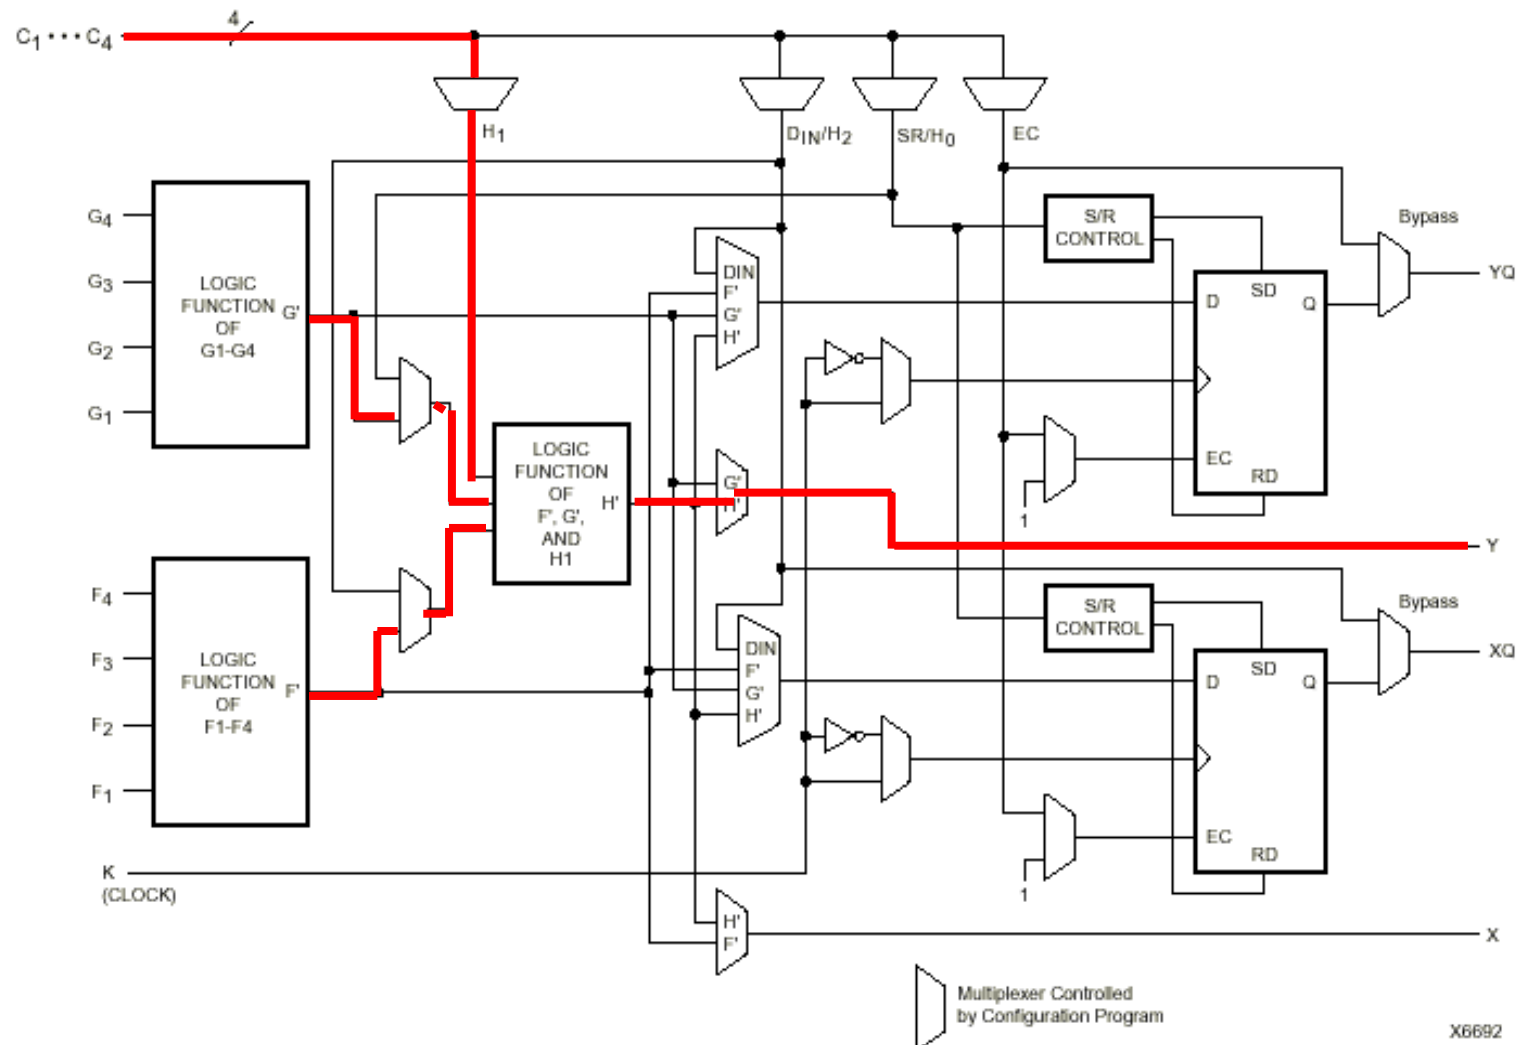 4
C1 • • • C4
H1
DIN/H2
SR/H0
EC
G4
G3
G2
G1
LOGIC
FUNCTION
OF
G1-G4
G'
S/R
CONTROL
Bypass
DIN
F'
G'
H'
D
SD
Q
EC
RD
YQ
1
LOGIC
FUNCTION
OF
F', G',
AND
H1
H'
G'
H'
Y
F4
F3
F2
F1
LOGIC
FUNCTION
OF
F1-F4
F'
S/R
CONTROL
Bypass
DIN
F'
G'
H'
D
SD
Q
EC
RD
XQ
1
K
(CLOCK)
H'
F'
X
Multiplexer Controlled
by Configuration Program
X6692